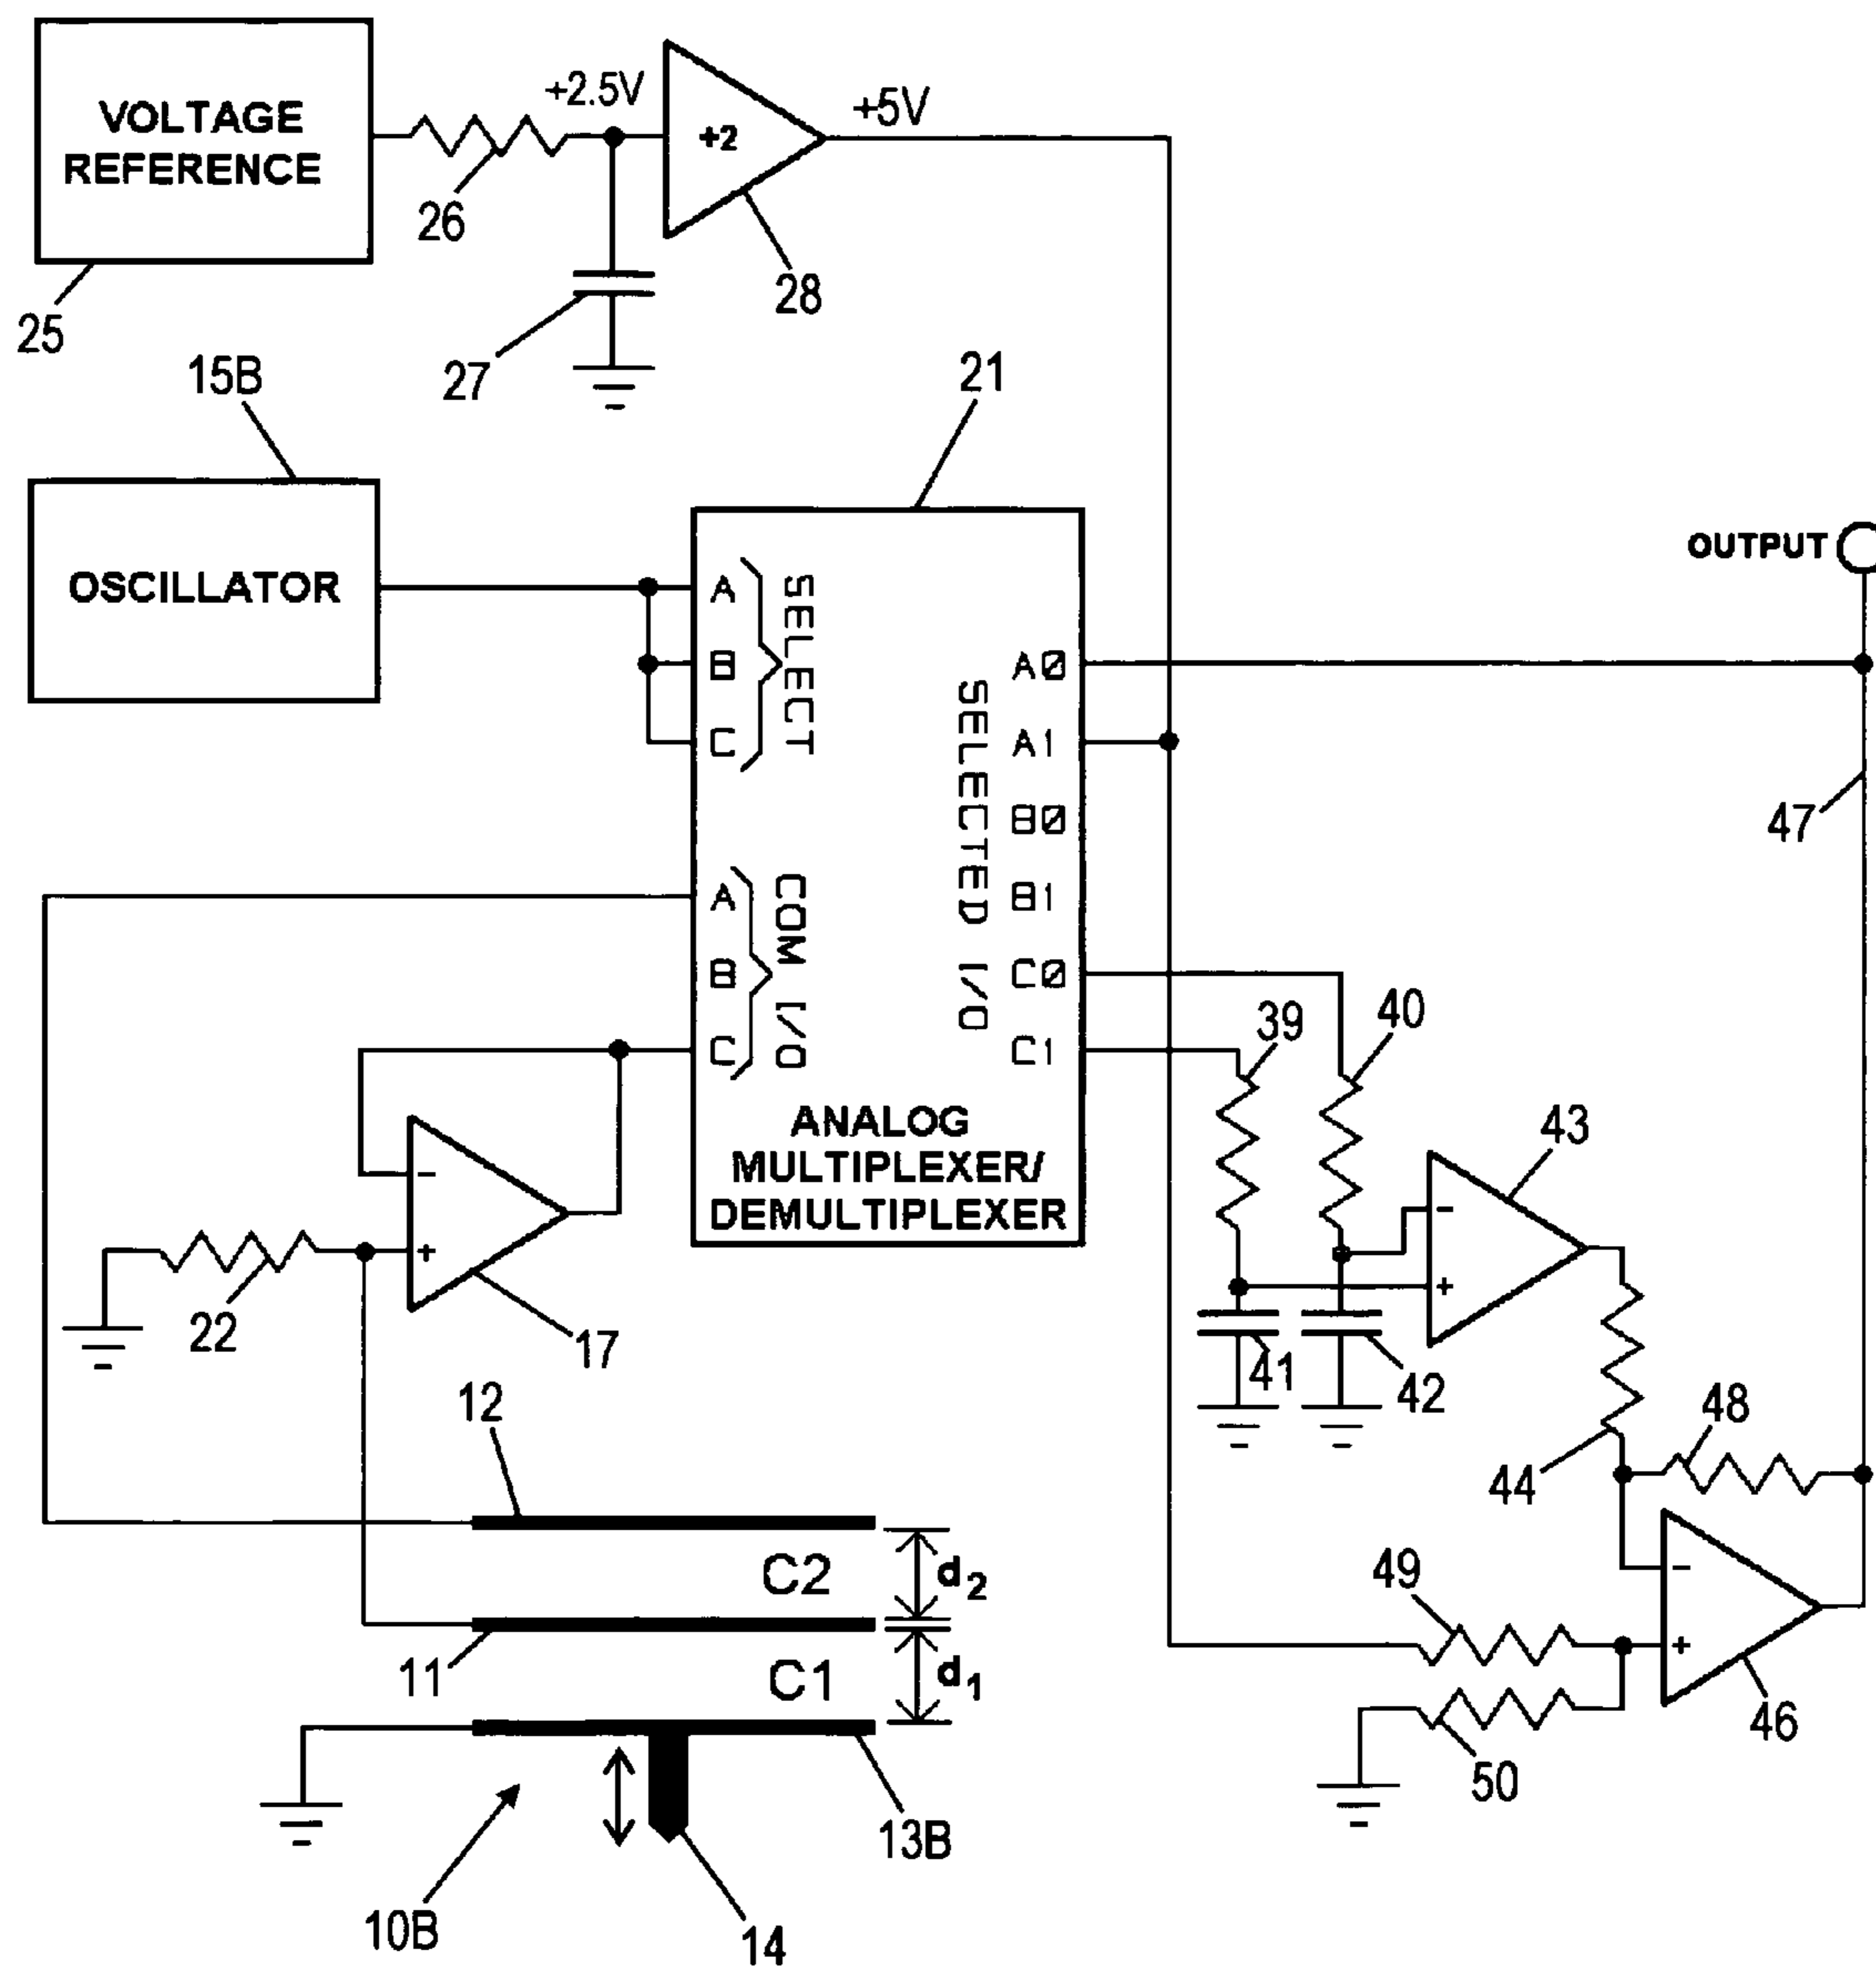 VOLTAGE
REFERENCE
+2.5V
+2
+5V
26
28
25
27
15B
21
OSCILLATOR
OUTPUT
A
B
C
SELECT
A
B
C
COM I/O
SELECTED I/O
A0
A1
B0
B1
C0
C1
47
39
40
ANALOG
MULTIPLEXER/
DEMULTIPLEXER
43
-
+
22
17
-
+
41
42
12
48
44
C2
d2
49
-
+
11
C1
d1
46
50
13B
10B
14